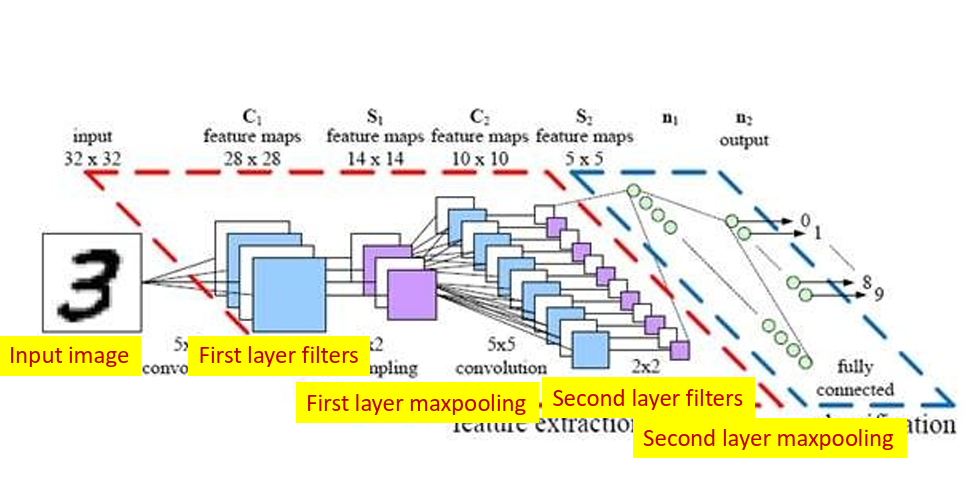 C₁
S₁
C₂
S₂
n₁
n₂
input
feature maps
feature maps
feature maps
feature maps
output
32 x 32
28 x 28
14 x 14
10 x 10
5 x 5
0
1
8
9
Input image
First layer filters
5x5
convolution
2x2
fully
connected
First layer maxpooling
Second layer filters
feature extraction
Second layer maxpooling